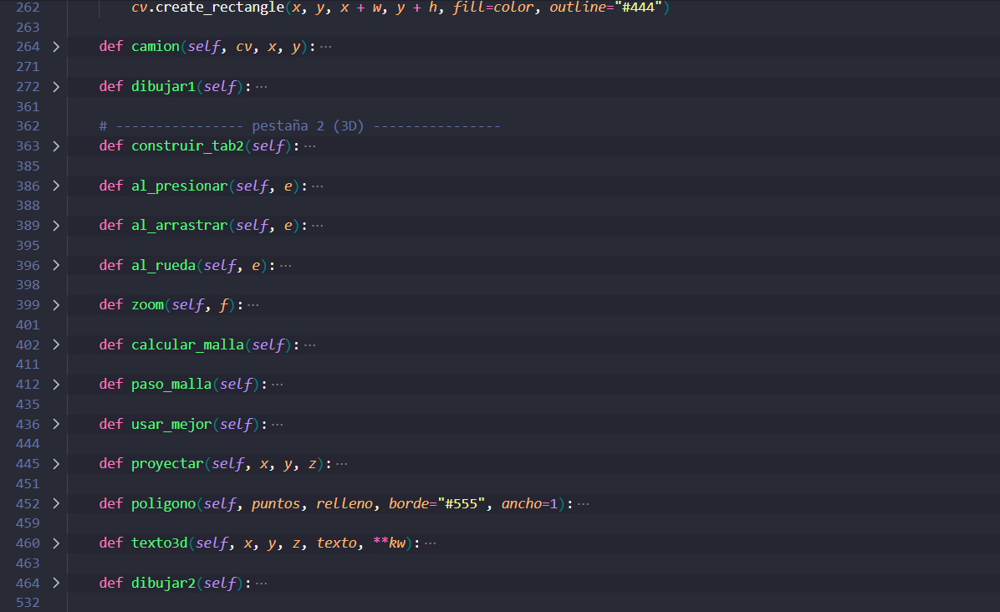 262 cv.create_rectangle(x, y, x + w, y + h, fill=color, outline="#444")
263
264 def camion(self, cv, x, y): ···
271
272 def dibujar1(self): ···
361
362 # ---------------- pestaña 2 (3D) ----------------
363 def construir_tab2(self): ···
385
386 def al_presionar(self, e): ···
388
389 def al_arrastrar(self, e): ···
395
396 def al_rueda(self, e): ···
398
399 def zoom(self, f): ···
401
402 def calcular_malla(self): ···
411
412 def paso_malla(self): ···
435
436 def usar_mejor(self): ···
444
445 def proyectar(self, x, y, z): ···
451
452 def poligono(self, puntos, relleno, borde="#555", ancho=1): ···
459
460 def texto3d(self, x, y, z, texto, **kw): ···
463
464 def dibujar2(self): ···
532